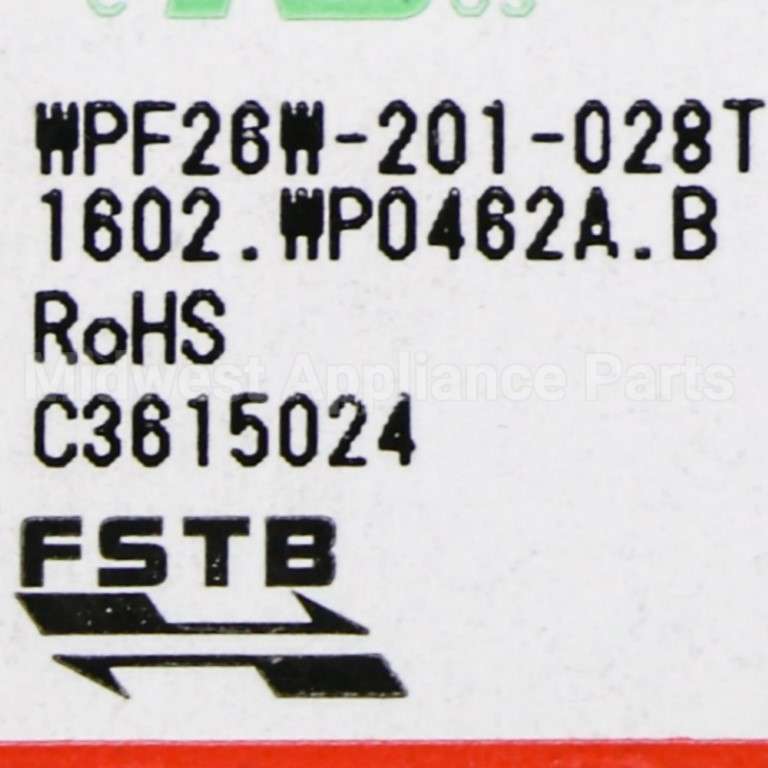 WPF26W-201-028T
1602.WP0462A.B
RoHS
Midwest Appliance Parts
C3615024
FSTB